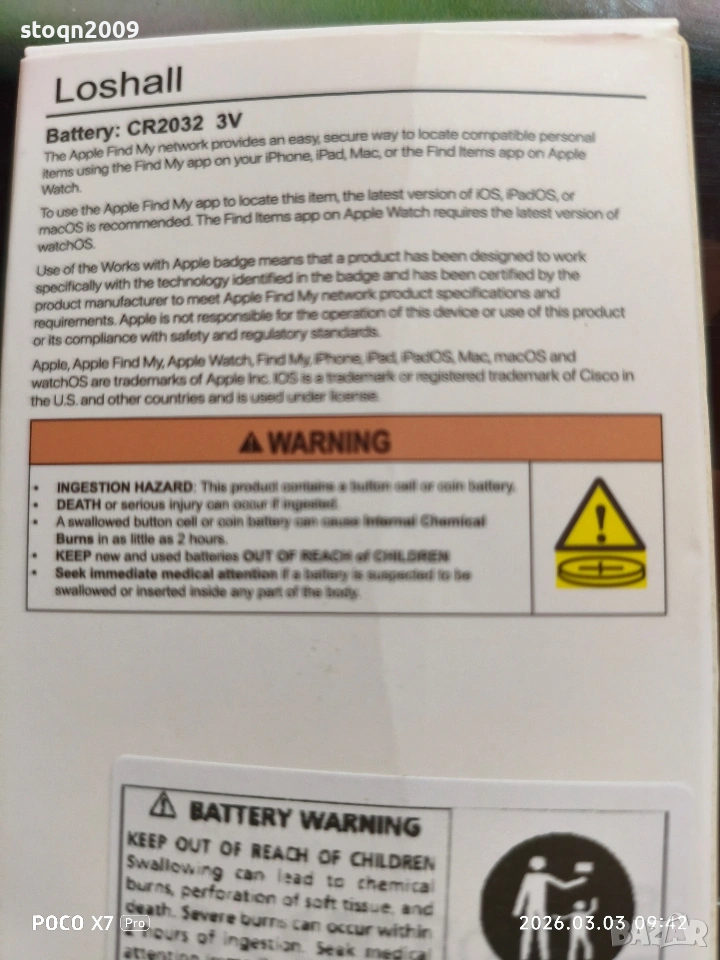 stoqn2009
Loshall
Battery: CR2032 3V
The Apple Find My network provides an easy, secure way to locate compatible personal
items using the Find My app on your iPhone, iPad, Mac, or the Find Items app on Apple
Watch.
To use the Apple Find My app to locate this item, the latest version of iOS, iPadOS, or
macOS is recommended. The Find Items app on Apple Watch requires the latest version of
watchOS.
Use of the Works with Apple badge means that a product has been designed to work
specifically with the technology identified in the badge and has been certified by the
product manufacturer to meet Apple Find My network product specifications and
requirements. Apple is not responsible for the operation of this device or use of this product
or its compliance with safety and regulatory standards.
Apple, Apple Find My, Apple Watch, Find My, iPhone, iPad, iPadOS, Mac, macOS and
watchOS are trademarks of Apple Inc. IOS is a trademark or registered trademark of Cisco in
the U.S. and other countries and is used under license.
WARNING
• INGESTION HAZARD: This product contains a button cell or coin battery.
• DEATH or serious injury can occur if ingested.
• A swallowed button cell or coin battery can cause Internal Chemical
Burns in as little as 2 hours.
• KEEP new and used batteries OUT OF REACH of CHILDREN
• Seek immediate medical attention if a battery is suspected to be
swallowed or inserted inside any part of the body.
BATTERY WARNING
KEEP OUT OF REACH OF CHILDREN
Swallowing can lead to chemical
burns, perforation of soft tissue, and
death. Severe burns can occur within
2 hours of ingestion. Seek medical
attention
POCO X7 Pro
2026.03.03 09:42
BAZAR